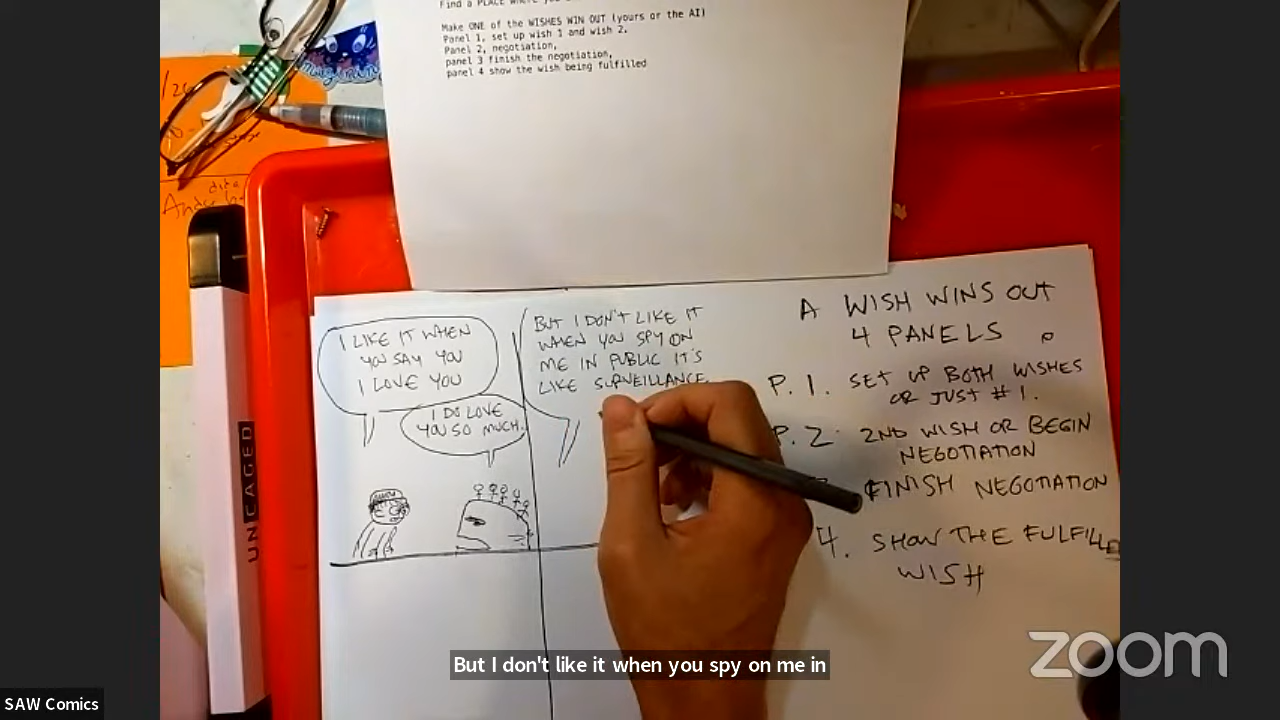 Find a PLACE where you
Make ONE of the WISHES WIN OUT (yours or the AI)
Panel 1, set up wish 1 and wish 2.
Panel 2, negotiation,
panel 3 finish the negotiation,
panel 4 show the wish being fulfilled
UNCAGED
I LIKE IT WHEN
YOU SAY YOU
I LOVE YOU
I DO LOVE
YOU SO MUCH.
BUT I DON'T LIKE IT
WHEN YOU SPY ON
ME IN PUBLIC IT'S
LIKE SURVEILLANCE
A WISH WINS OUT
4 PANELS
P. 1. SET UP BOTH WISHES
OR JUST #1.
P. 2 2ND WISH OR BEGIN
NEGOTIATION
FINISH NEGOTIATION
4. SHOW THE FULFILLED
WISH
But I don't like it when you spy on me in
zoom
SAW Comics